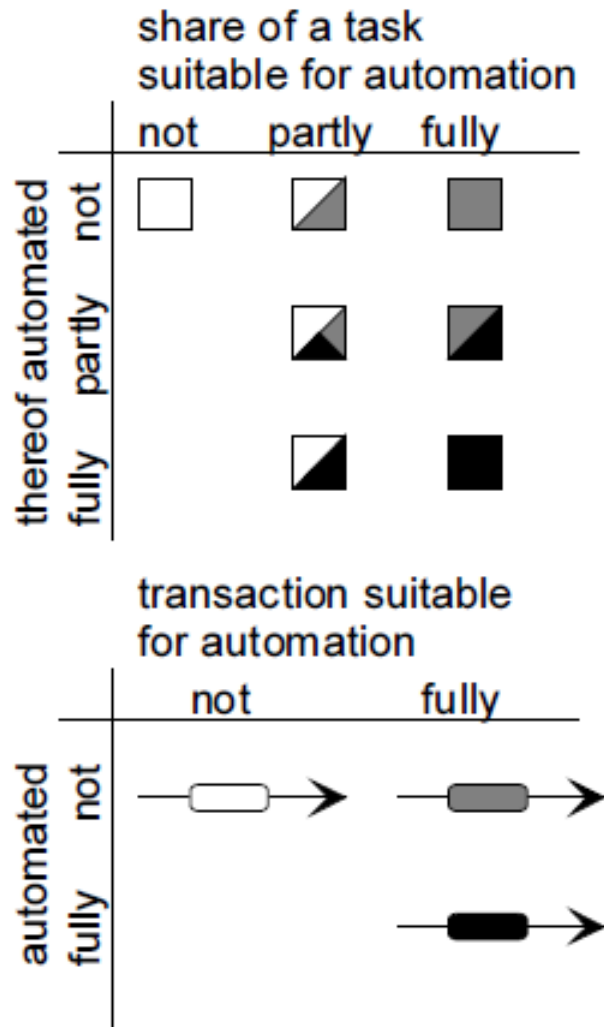 share of a task
suitable for automation
not partly fully
thereof automated
not
partly
fully
transaction suitable
for automation
not fully
automated
not
fully